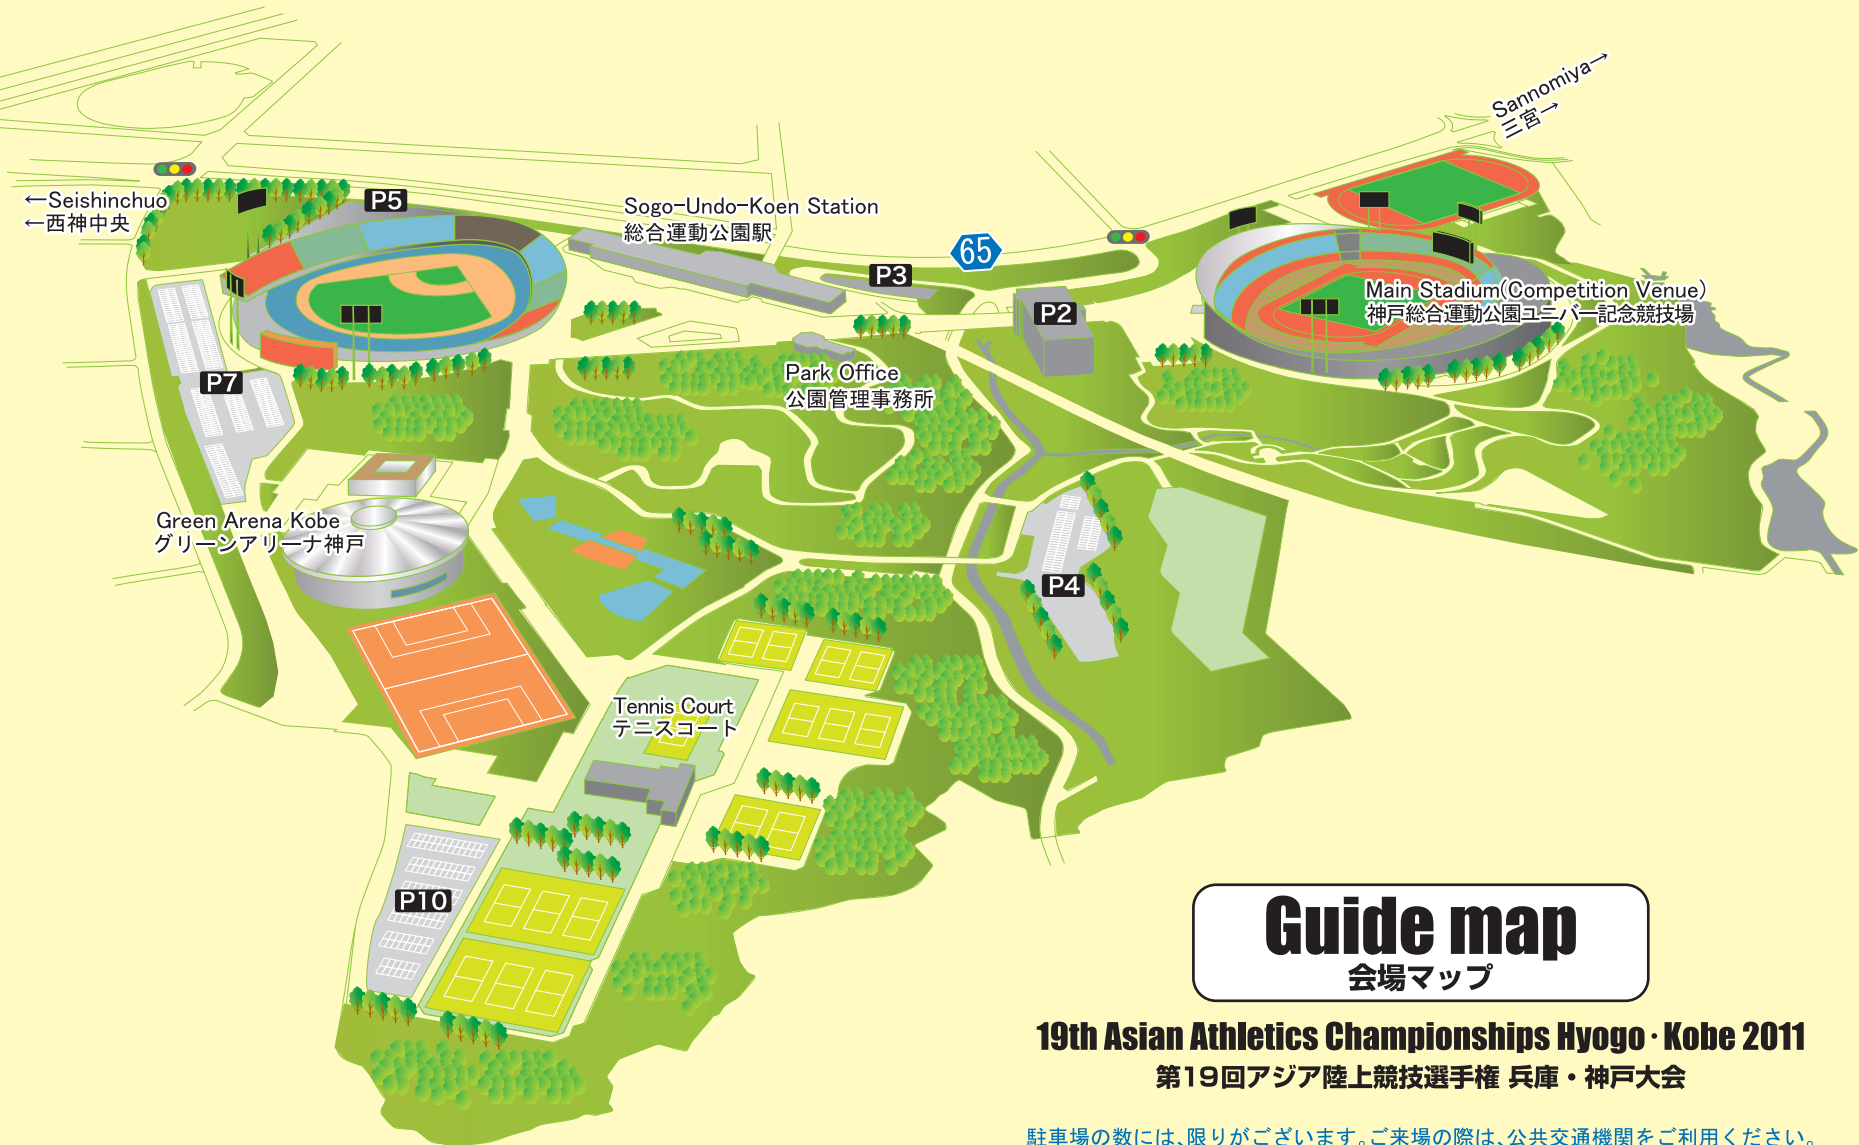 Sannomiya→
三宮→
←Seishinchuo
←西神中央
P5
Sogo-Undo-Koen Station
総合運動公園駅
65
P3
P2
Main Stadium(Competition Venue)
神戸総合運動公園ユニバー記念競技場
P7
Park Office
公園管理事務所
Green Arena Kobe
グリーンアリーナ神戸
P4
Tennis Court
テニスコート
P10
Guide map
会場マップ
19th Asian Athletics Championships Hyogo・Kobe 2011
第19回アジア陸上競技選手権 兵庫・神戸大会
駐車場の数には、限りがございます。ご来場の際は、公共交通機関をご利用ください。